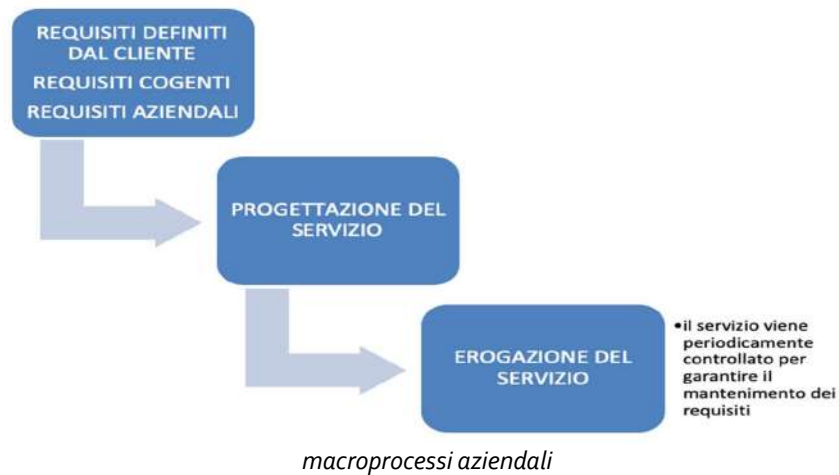 REQUISITI DEFINITI
DAL CLIENTE
REQUISITI COGENTI
REQUISITI AZIENDALI
PROGETTAZIONE DEL
SERVIZIO
EROGAZIONE DEL
SERVIZIO
•il servizio viene
periodicamente
controllato per
garantire il
mantenimento dei
requisiti
macroprocessi aziendali